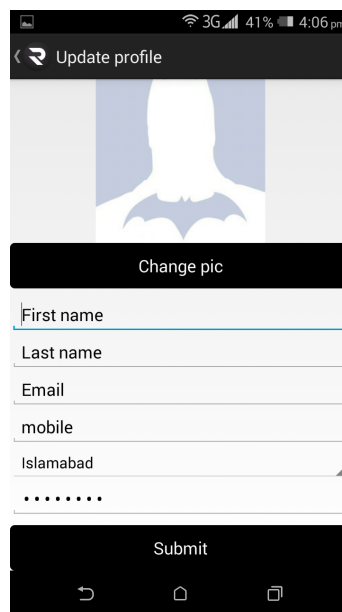 3G 41% 4:06 pm
Update profile
Change pic
First name
Last name
Email
mobile
Islamabad
••••••••
Submit